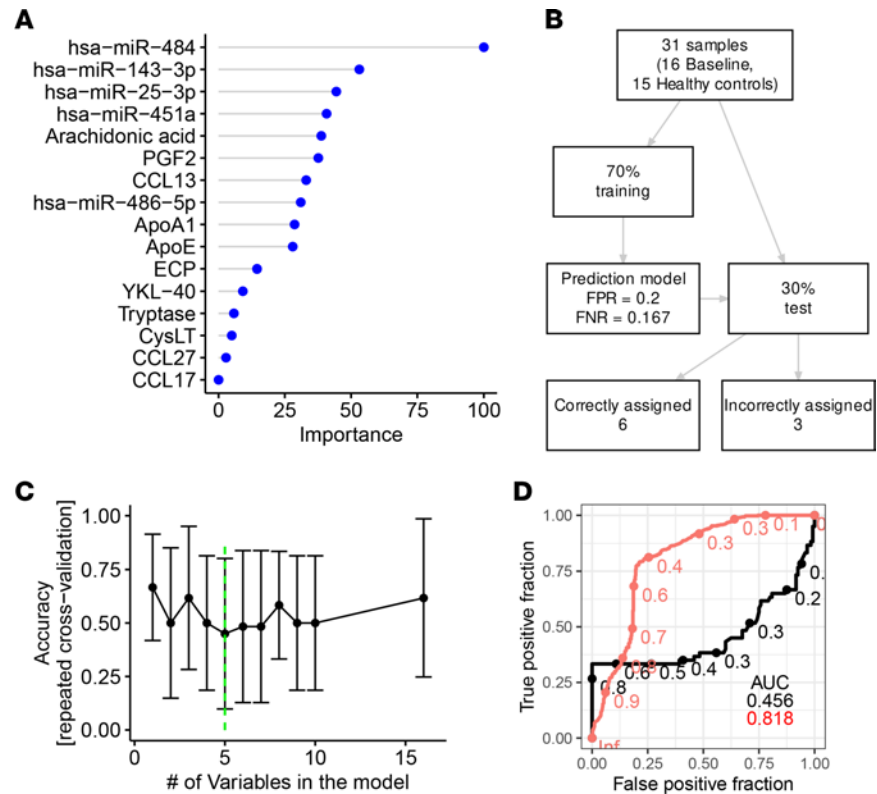 A
hsa−miR−484
hsa−miR−143−3p
hsa−miR−25−3p
hsa−miR−451a
Arachidonic acid
PGF2
CCL13
hsa−miR−486−5p
ApoA1
ApoE
ECP
YKL−40
Tryptase
CysLT
CCL27
CCL17
0 25 50 75 100
Importance
B
31 samples
(16 Baseline,
15 Healthy controls)
70%
training
Prediction model
FPR = 0.2
FNR = 0.167
30%
test
Correctly assigned
6
Incorrectly assigned
3
C
Accuracy
[repeated cross−validation]
1.00
0.75
0.50
0.25
0.00
0 5 10 15
# of Variables in the model
D
True positive fraction
1.00
0.75
0.50
0.25
0.00
0.1
0.3
0.3
0.4
0.6
0.7
0.8
0.9
Inf
0.
0.2
0.3
0.3
0.4
0.5
0.6
0.8
AUC
0.456
0.818
0.00 0.25 0.50 0.75 1.00
False positive fraction